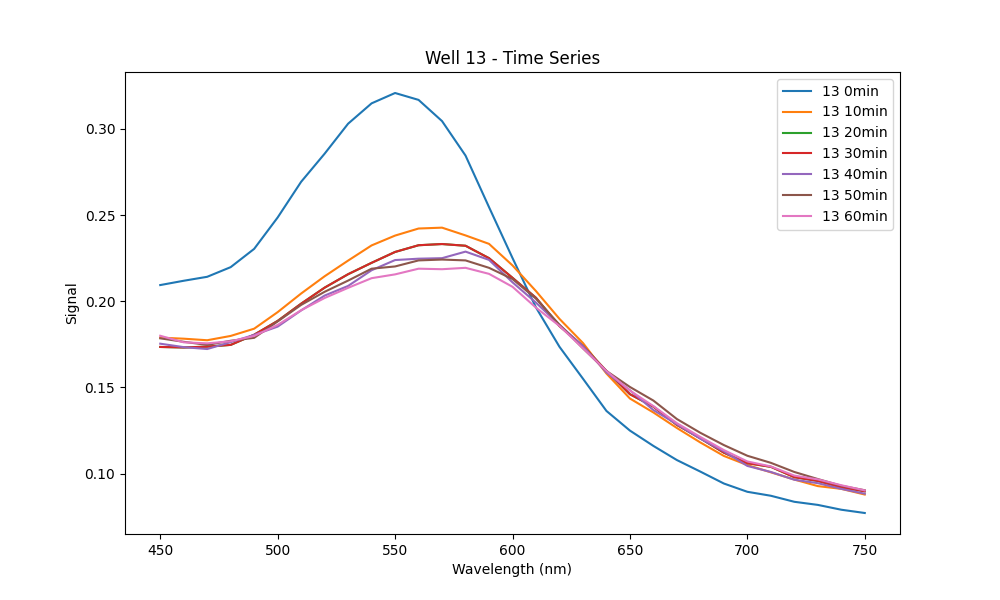 Well 13 - Time Series
13 0min
13 10min
13 20min
13 30min
13 40min
13 50min
13 60min
Signal
0.30
0.25
0.20
0.15
0.10
450 500 550 600 650 700 750
Wavelength (nm)